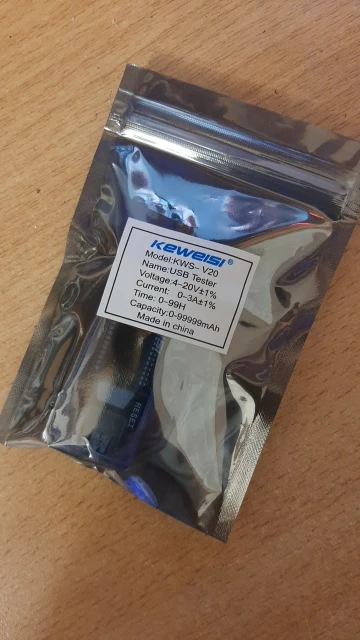 KEWEISI®
Model:KWS- V20
Name:USB Tester
Voltage:4-20V±1%
Current: 0-3A±1%
Time: 0-99H
Capacity:0-99999mAh
Made in china
RESET